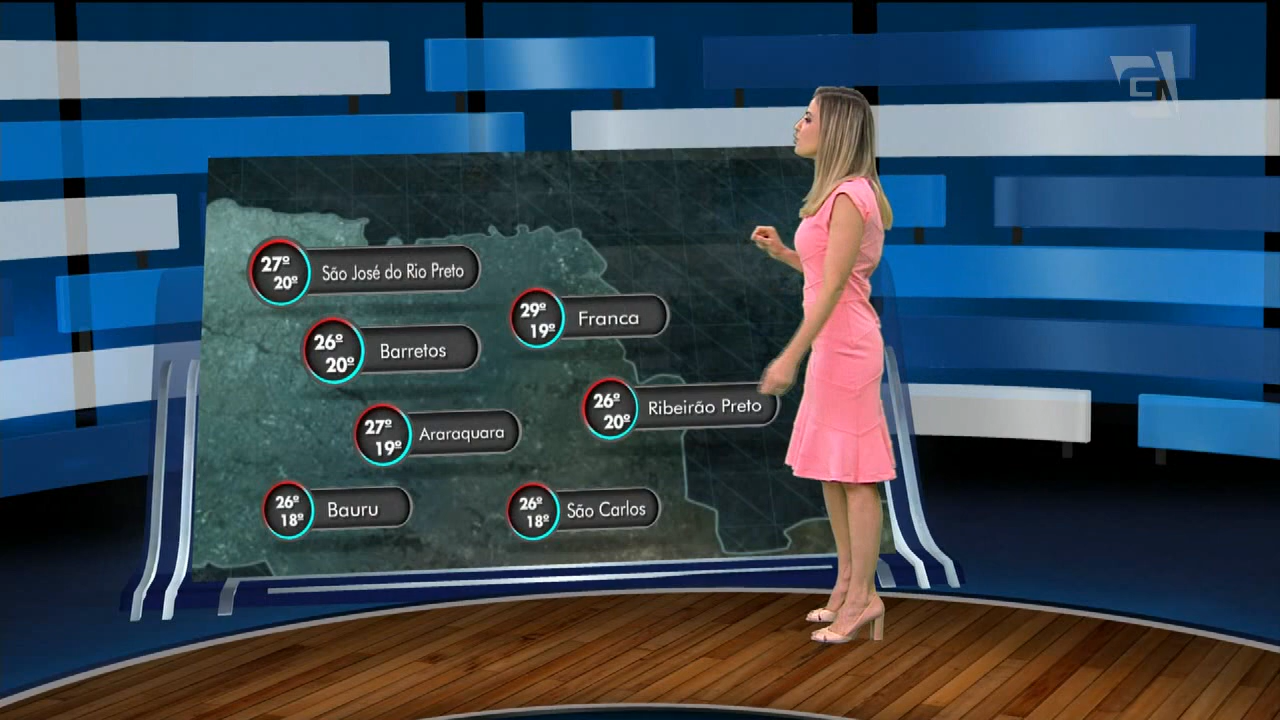 27º
20º
São José do Rio Preto
29º
19º
Franca
26º
20º
Barretos
26º
20º
Ribeirão Preto
27º
19º
Araraquara
26º
18º
Bauru
26º
18º
São Carlos